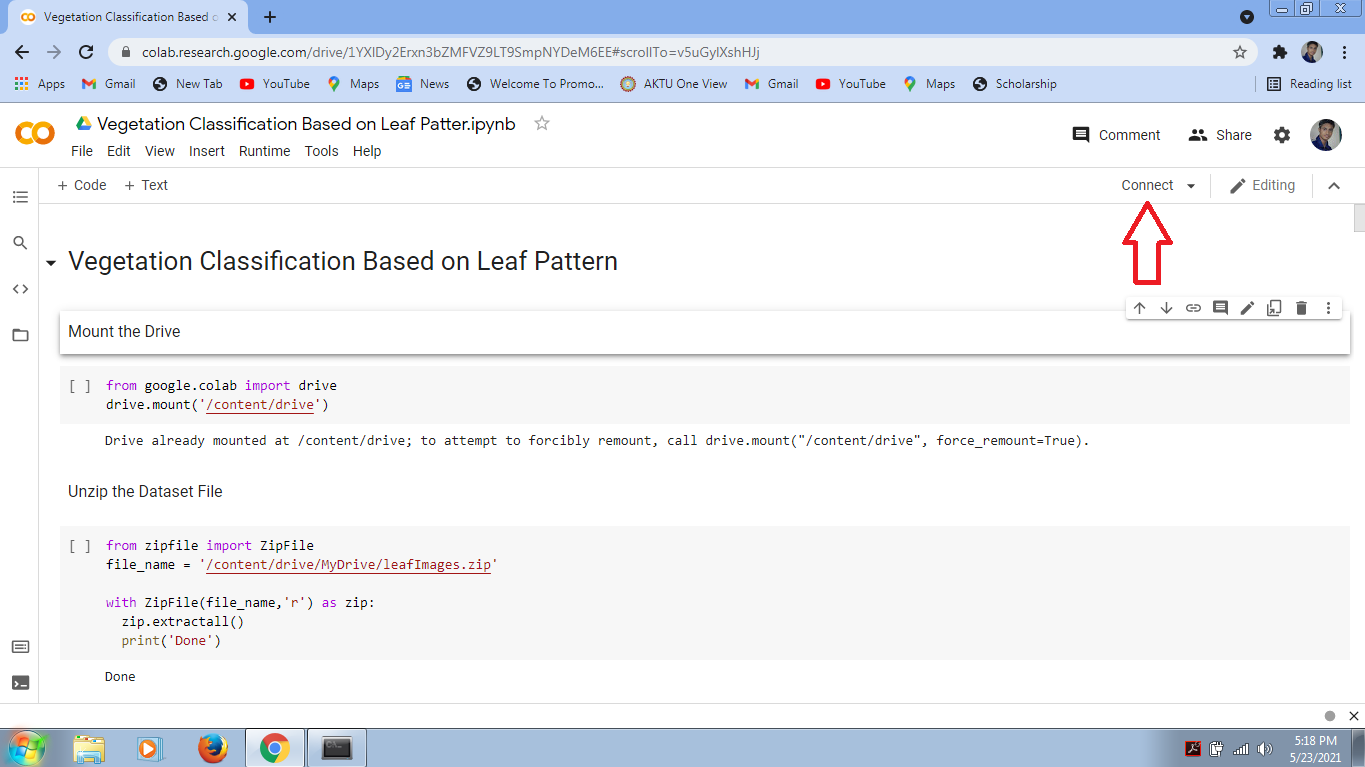 Vegetation Classification Based o
colab.research.google.com/drive/1YXlDy2Erxn3bZMFVZ9LT9SmpNYDeM6EE#scrollTo=v5uGylXshHJj
Apps Gmail New Tab YouTube Maps News Welcome To Promo... AKTU One View Gmail YouTube Maps Scholarship Reading list
Vegetation Classification Based on Leaf Patter.ipynb
Comment Share
File Edit View Insert Runtime Tools Help
+ Code + Text Connect Editing
Vegetation Classification Based on Leaf Pattern
Mount the Drive
[ ] from google.colab import drive
drive.mount('/content/drive')
Drive already mounted at /content/drive; to attempt to forcibly remount, call drive.mount("/content/drive", force_remount=True).
Unzip the Dataset File
[ ] from zipfile import ZipFile
file_name = '/content/drive/MyDrive/leafImages.zip'
with ZipFile(file_name,'r') as zip:
zip.extractall()
print('Done')
Done
5:18 PM
5/23/2021